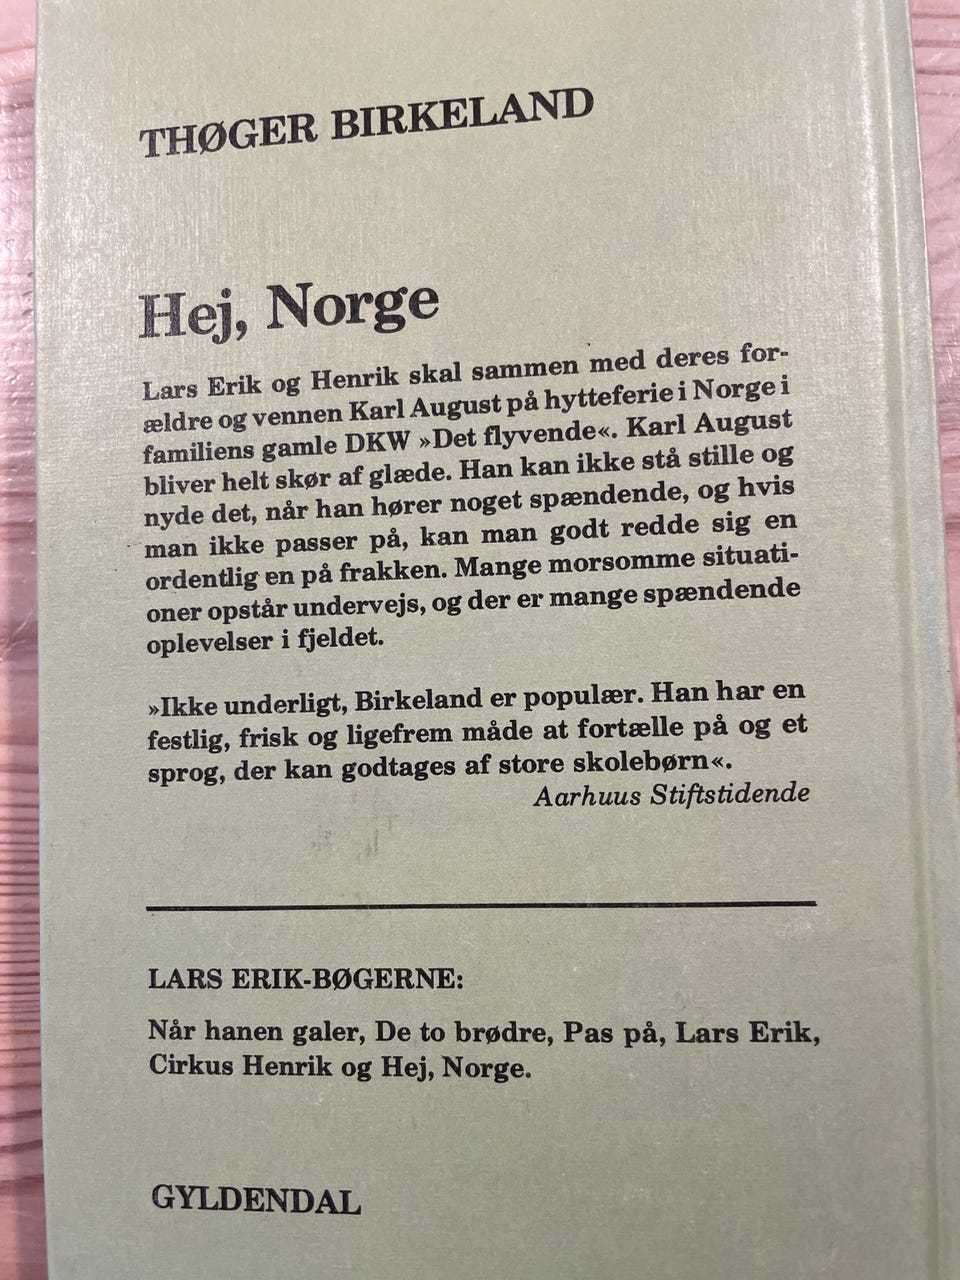 THØGER BIRKELAND
Hej, Norge
Lars Erik og Henrik skal sammen med deres for-
ældre og vennen Karl August på hytteferie i Norge i
familiens gamle DKW »Det flyvende«. Karl August
bliver helt skør af glæde. Han kan ikke stå stille og
nyde det, når han hører noget spændende, og hvis
man ikke passer på, kan man godt redde sig en
ordentlig en på frakken. Mange morsomme situati-
oner opstår undervejs, og der er mange spændende
oplevelser i fjeldet.
»Ikke underligt, Birkeland er populær. Han har en
festlig, frisk og ligefrem måde at fortælle på og et
sprog, der kan godtages af store skolebørn«.
Aarhuus Stiftstidende
LARS ERIK-BØGERNE:
Når hanen galer, De to brødre, Pas på, Lars Erik,
Cirkus Henrik og Hej, Norge.
GYLDENDAL